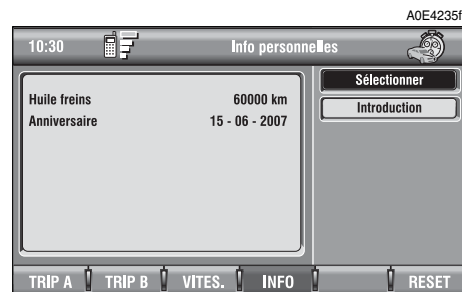 A0E4235f
10:30 Info personnelles
Sélectionner
Introduction
Huile freins 60000 km
Anniversaire 15 - 06 - 2007
TRIP A TRIP B VITES. INFO RESET